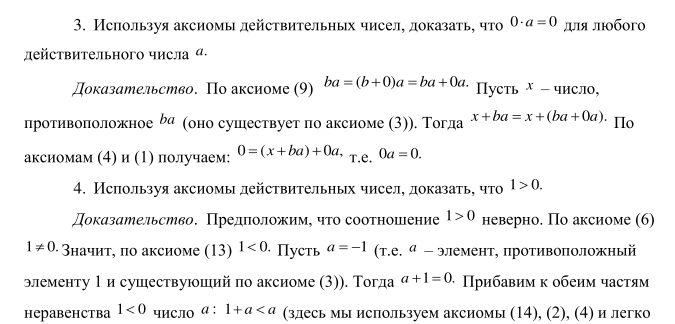 3. Используя аксиомы действительных чисел, доказать, что 0·a = 0 для любого
действительного числа a.
Доказательство. По аксиоме (9) ba = (b + 0)a = ba + 0a. Пусть x – число,
противоположное ba (оно существует по аксиоме (3)). Тогда x + ba = x + (ba + 0a). По
аксиомам (4) и (1) получаем: 0 = (x + ba) + 0a, т.е. 0a = 0.
4. Используя аксиомы действительных чисел, доказать, что 1 > 0.
Доказательство. Предположим, что соотношение 1 > 0 неверно. По аксиоме (6)
1 ≠ 0. Значит, по аксиоме (13) 1 < 0. Пусть a = −1 (т.е. a – элемент, противоположный
элементу 1 и существующий по аксиоме (3)). Тогда a + 1 = 0. Прибавим к обеим частям
неравенства 1 < 0 число a : 1 + a < a (здесь мы используем аксиомы (14), (2), (4) и легко